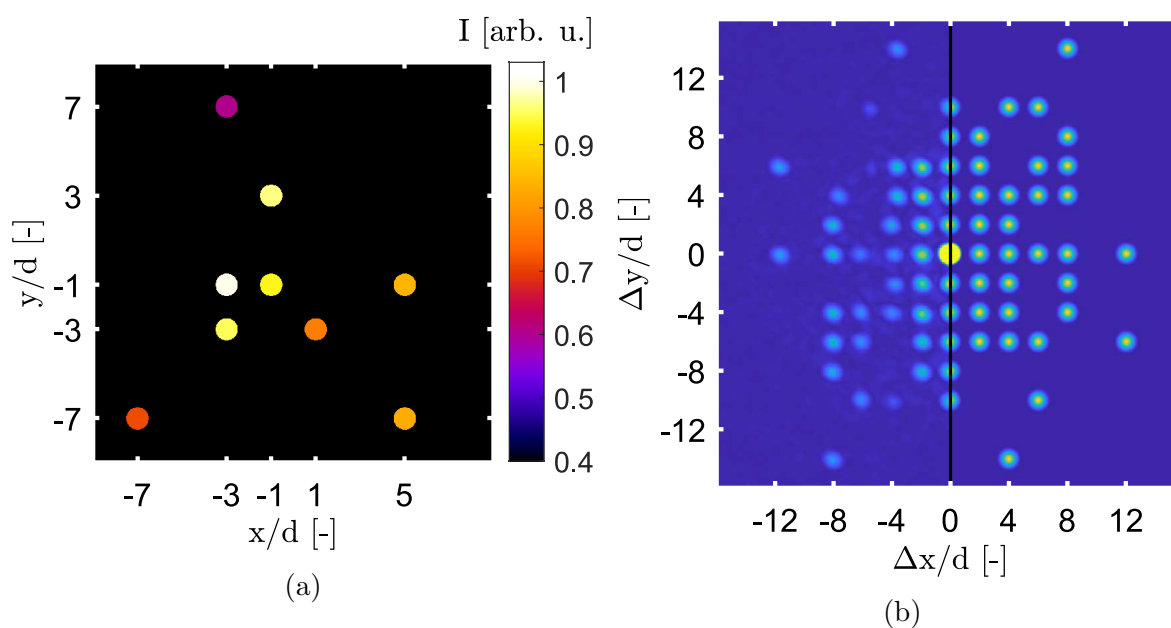 I [arb. u.]
1
0.9
0.8
0.7
0.6
0.5
0.4
7
3
-1
-3
-7
y/d [-]
-7 -3 -1 1 5
x/d [-]
(a)
12
8
4
0
-4
-8
-12
Δy/d [-]
-12 -8 -4 0 4 8 12
Δx/d [-]
(b)